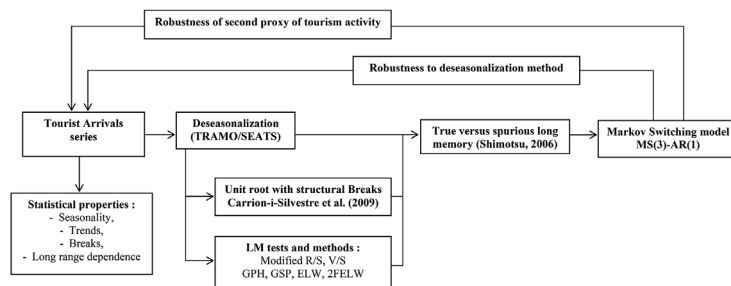 Robustness of second proxy of tourism activity
Robustness to deseasonalization method
Tourist Arrivals
series
Deseasonalization
(TRAMO/SEATS)
True versus spurious long
memory (Shimotsu, 2006)
Markov Switching model
MS(3)-AR(1)
Statistical properties :
- Seasonality,
- Trends,
- Breaks,
- Long range dependence
Unit root with structural Breaks
Carrion-i-Silvestre et al. (2009)
LM tests and methods :
Modified R/S, V/S
GPH, GSP, ELW, 2FELW